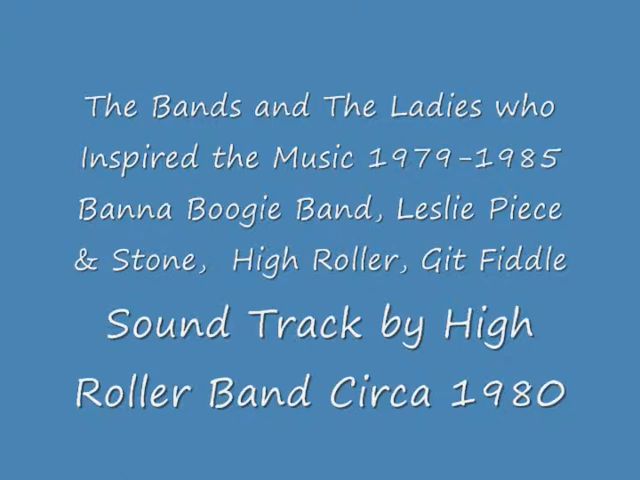 The Bands and The Ladies who
Inspired the Music 1979-1985
Banna Boogie Band, Leslie Piece
& Stone, High Roller, Git Fiddle
Sound Track by High
Roller Band Circa 1980